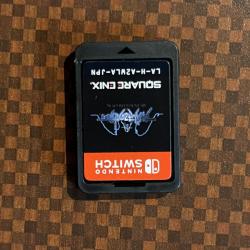 NINTENDO
SWITCH
SQUARE ENIX
LA-H-A2WLA-JPN